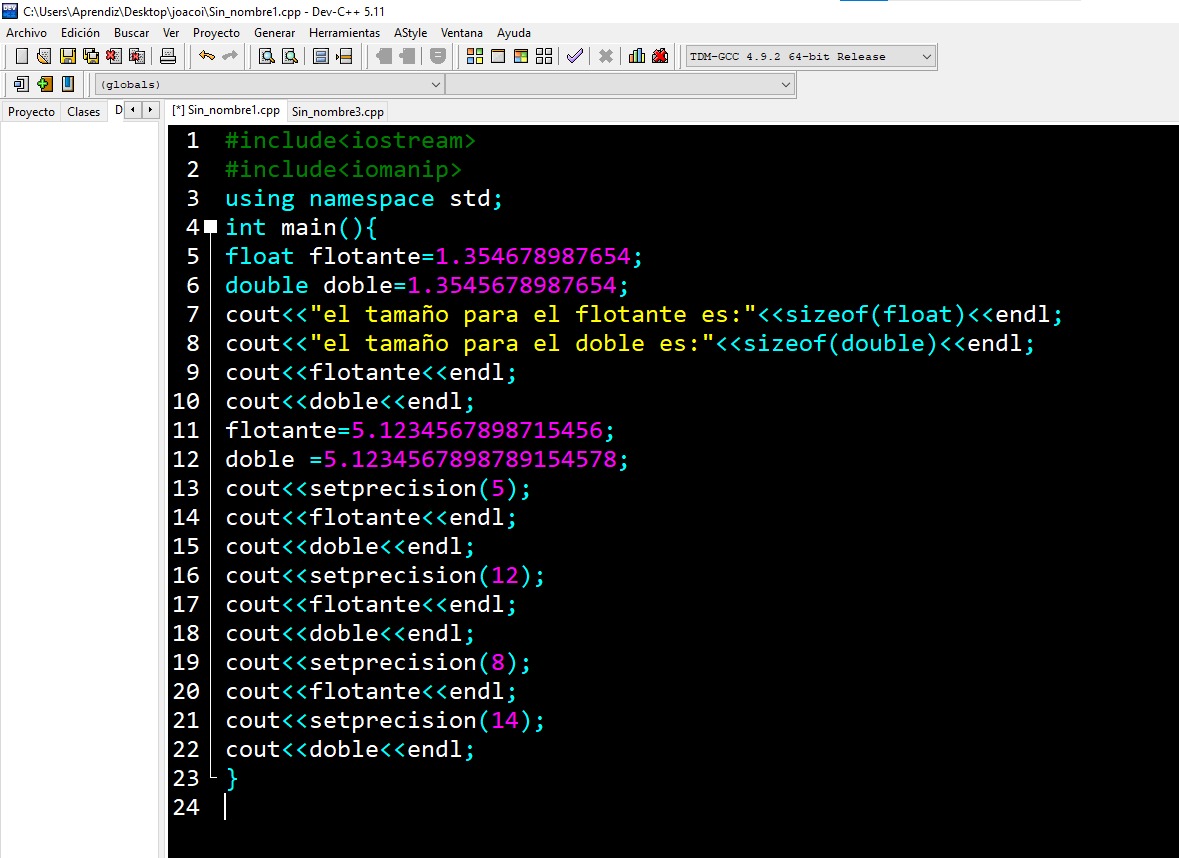 C:\Users\Aprendiz\Desktop\joacoi\Sin_nombre1.cpp - Dev-C++ 5.11
Archivo Edición Buscar Ver Proyecto Generar Herramientas AStyle Ventana Ayuda
TDM-GCC 4.9.2 64-bit Release
(globals)
Proyecto Clases D [*] Sin_nombre1.cpp Sin_nombre3.cpp
1 #include<iostream>
2 #include<iomanip>
3 using namespace std;
4 int main(){
5 float flotante=1.354678987654;
6 double doble=1.3545678987654;
7 cout<<"el tamaño para el flotante es:"<<sizeof(float)<<endl;
8 cout<<"el tamaño para el doble es:"<<sizeof(double)<<endl;
9 cout<<flotante<<endl;
10 cout<<doble<<endl;
11 flotante=5.1234567898715456;
12 doble =5.1234567898789154578;
13 cout<<setprecision(5);
14 cout<<flotante<<endl;
15 cout<<doble<<endl;
16 cout<<setprecision(12);
17 cout<<flotante<<endl;
18 cout<<doble<<endl;
19 cout<<setprecision(8);
20 cout<<flotante<<endl;
21 cout<<setprecision(14);
22 cout<<doble<<endl;
23 }
24